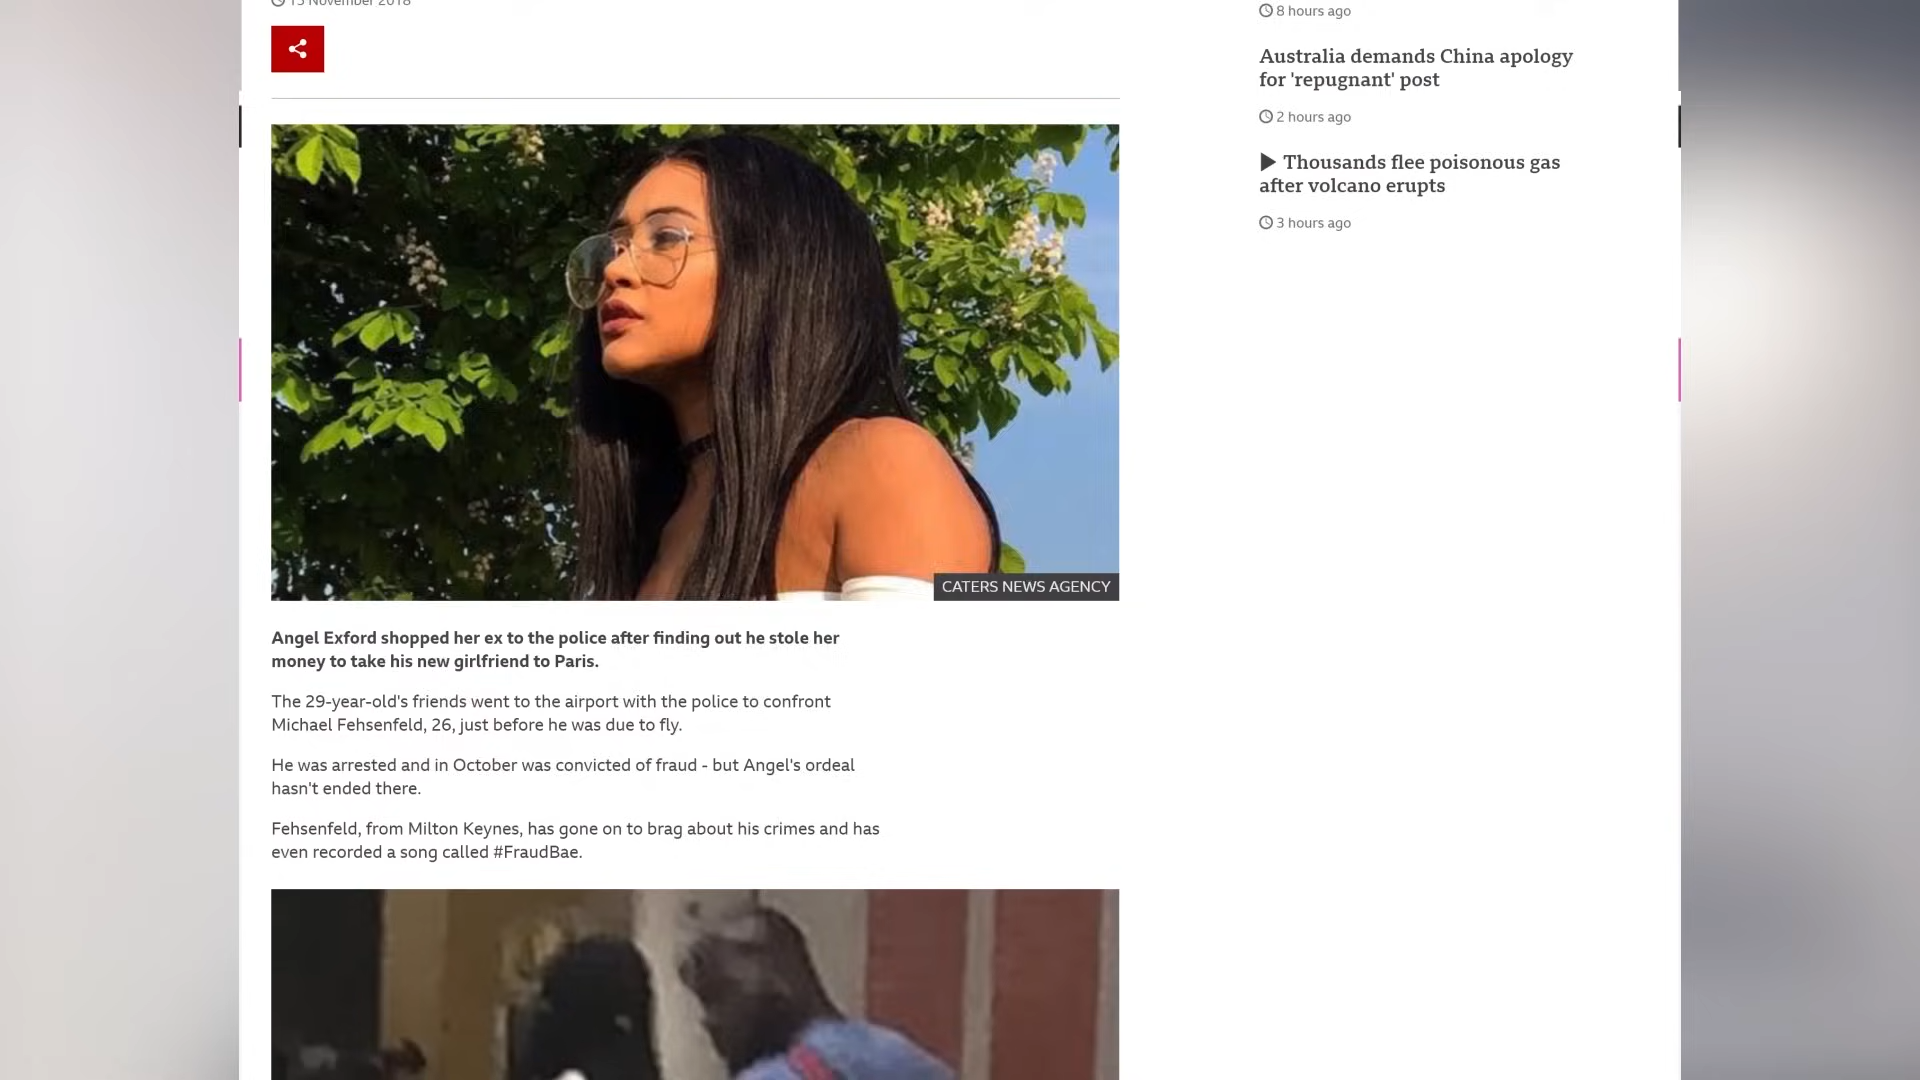 15 November 2018
CATERS NEWS AGENCY
Angel Exford shopped her ex to the police after finding out he stole her
money to take his new girlfriend to Paris.
The 29-year-old's friends went to the airport with the police to confront
Michael Fehsenfeld, 26, just before he was due to fly.
He was arrested and in October was convicted of fraud - but Angel's ordeal
hasn't ended there.
Fehsenfeld, from Milton Keynes, has gone on to brag about his crimes and has
even recorded a song called #FraudBae.
8 hours ago
Australia demands China apology
for 'repugnant' post
2 hours ago
Thousands flee poisonous gas
after volcano erupts
3 hours ago